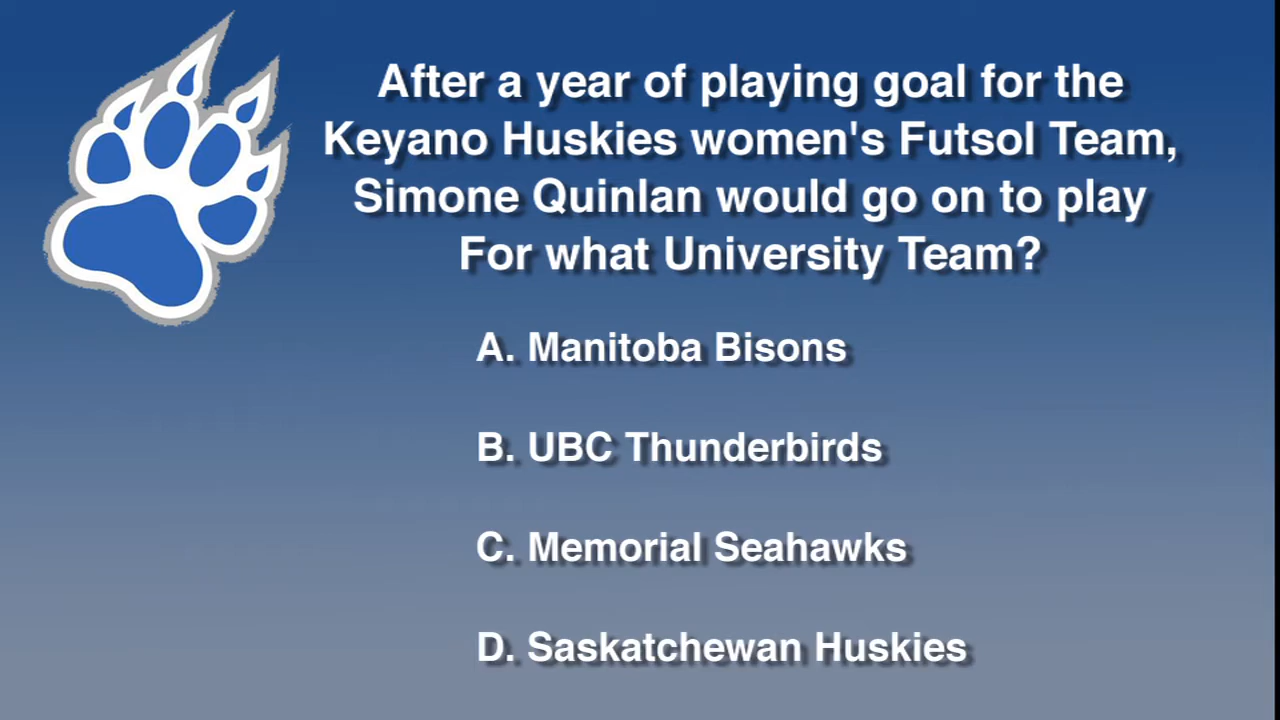 After a year of playing goal for the
Keyano Huskies women's Futsol Team,
Simone Quinlan would go on to play
For what University Team?
A. Manitoba Bisons
B. UBC Thunderbirds
C. Memorial Seahawks
D. Saskatchewan Huskies